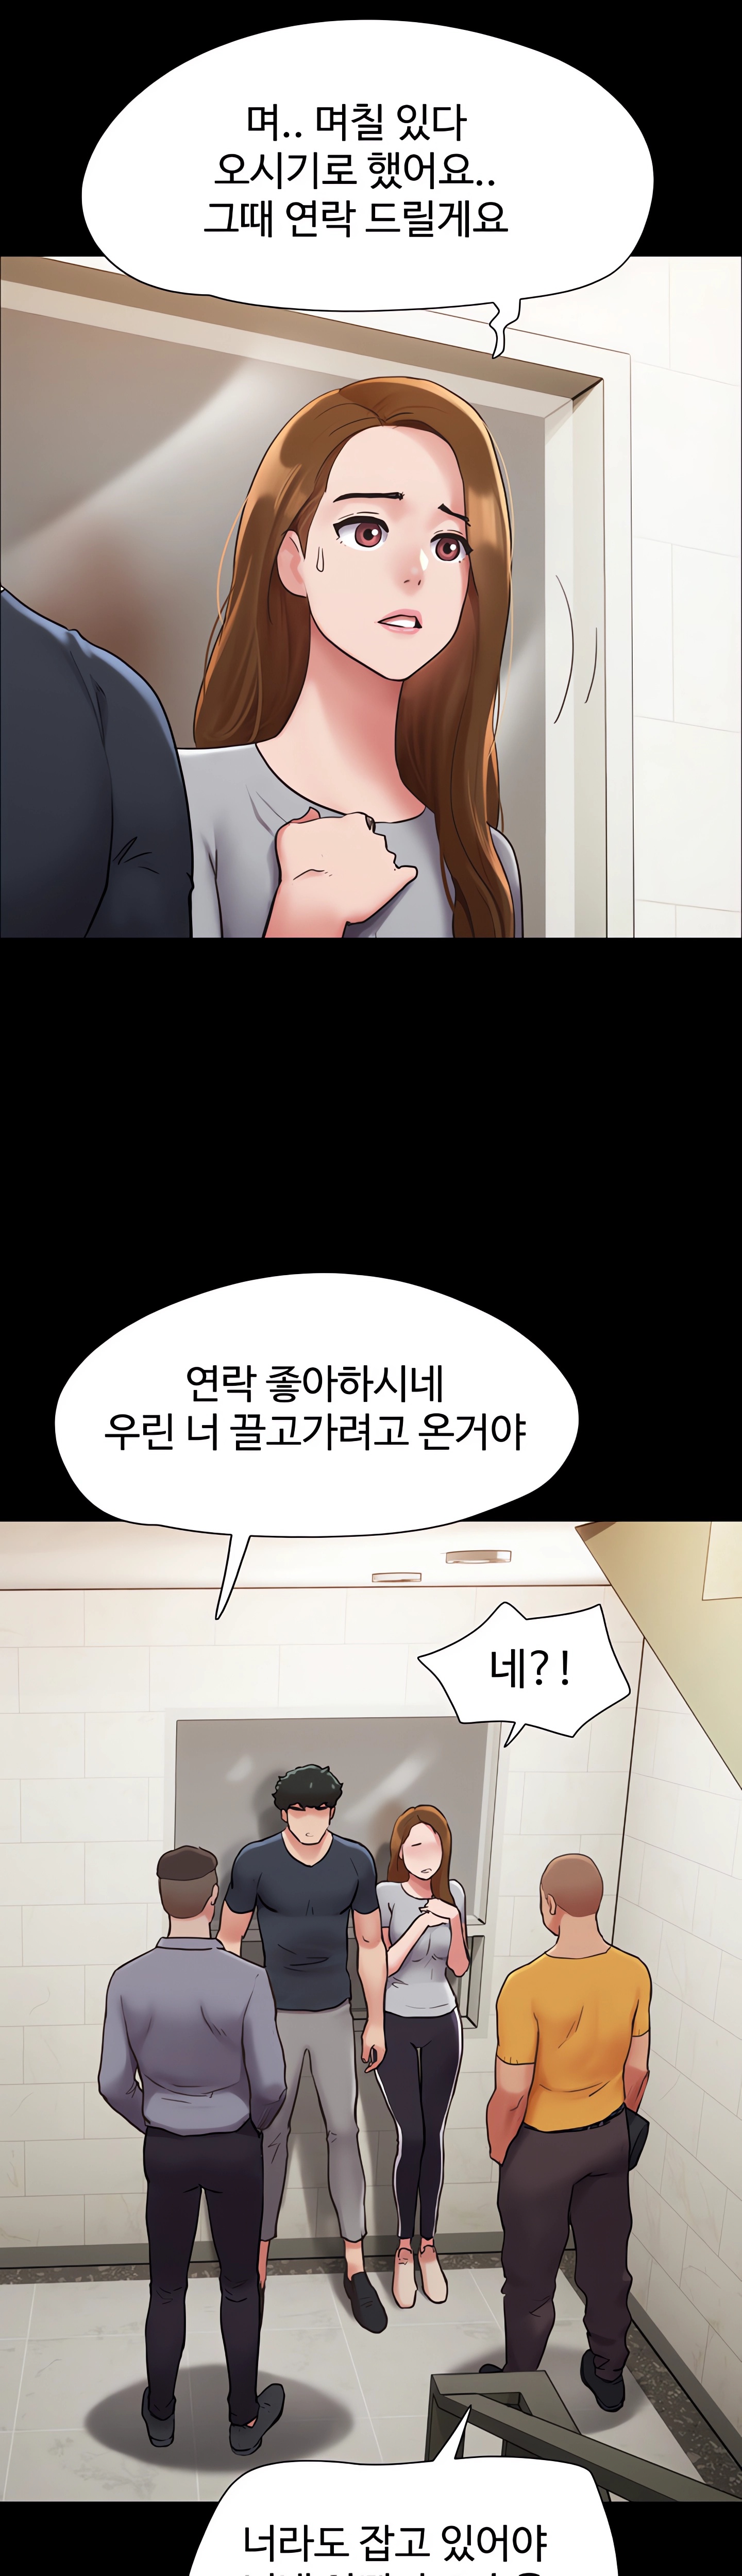 며.. 며칠 있다
오시기로 했어요..
그때 연락 드릴게요
연락 좋아하시네
우린 너 끌고가려고 온거야
네?!
너라도 잡고 있어야